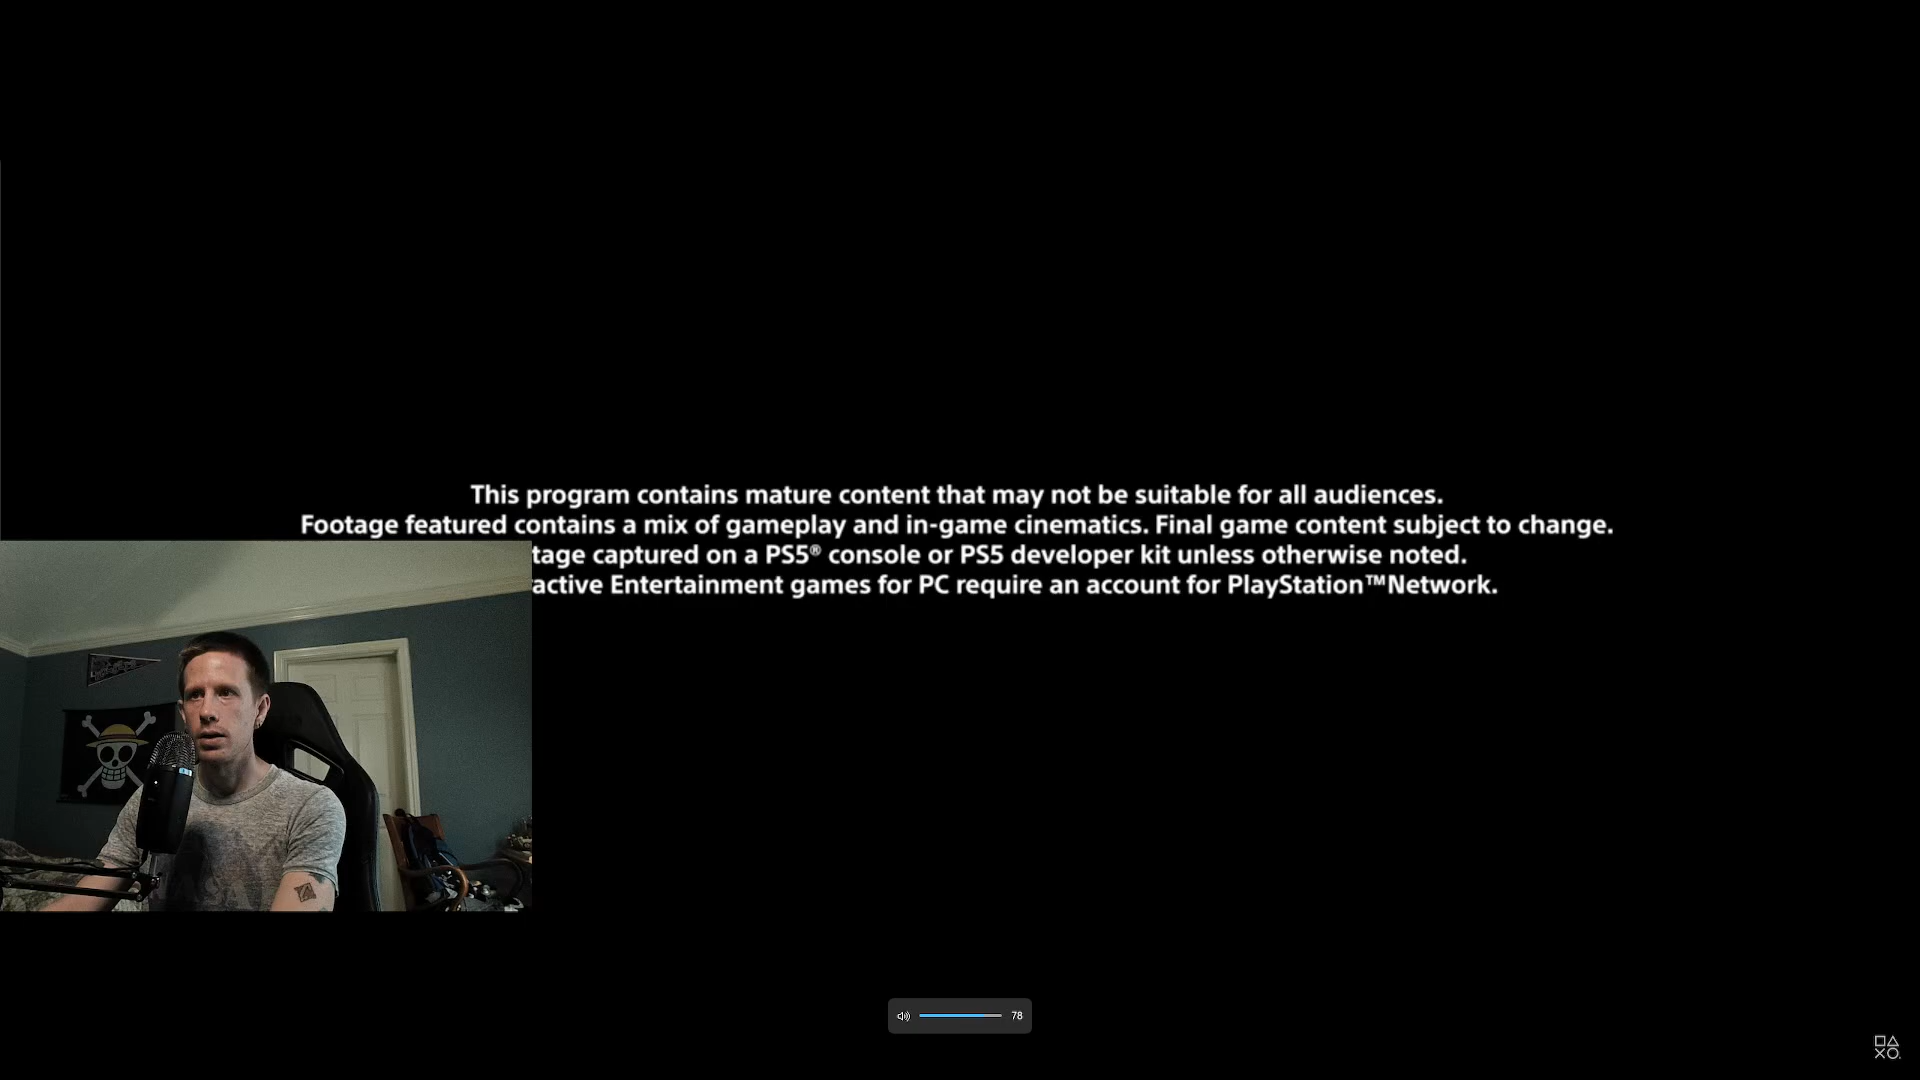 This program contains mature content that may not be suitable for all audiences.
Footage featured contains a mix of gameplay and in-game cinematics. Final game content subject to change.
captured on a PS5® console or PS5 developer kit unless otherwise noted.
Entertainment games for PC require an account for PlayStation™Network.
78